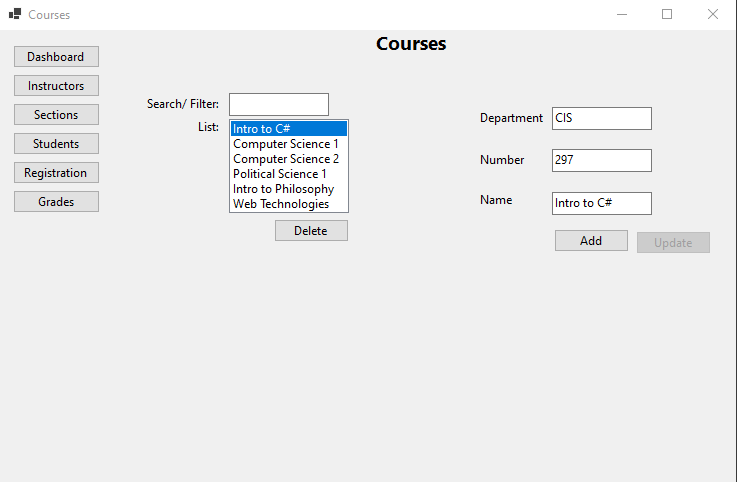 Courses
Courses
Dashboard
Instructors
Sections
Students
Registration
Grades
Search/ Filter:
List:
Intro to C#
Computer Science 1
Computer Science 2
Political Science 1
Intro to Philosophy
Web Technologies
Delete
Department CIS
Number 297
Name Intro to C#
Add Update